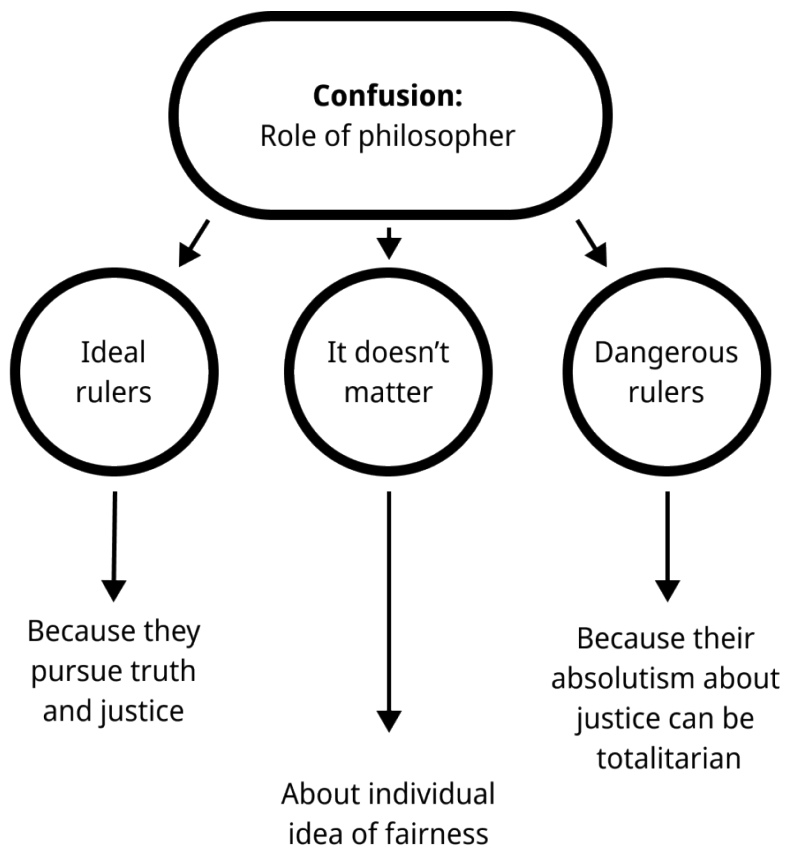 Confusion:
Role of philosopher
Ideal
rulers
It doesn’t
matter
Dangerous
rulers
Because they
pursue truth
and justice
About individual
idea of fairness
Because their
absolutism about
justice can be
totalitarian